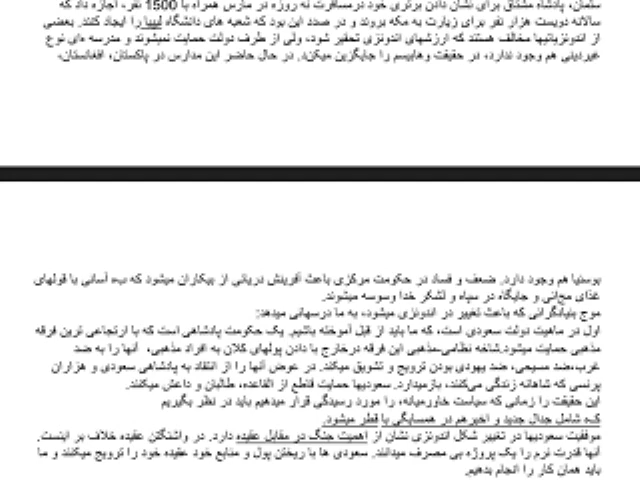 سلمان، پادشاه مشتاق برای نشان دادن برتری خود درمسافرت نه روزه در مارس همراه با 1500 نفر، اجازه داد که
سالانه دویست هزار نفر برای زیارت به مکه بروند و در صدد این بود که شعبه های دانشگاه لیپیا را ایجاد کنند. بعضی
از اندونزیاتیها مخالف هستند که ارزشهای اندونزی تحقیر شود، ولی از طرف دولت حمایت نمیشوند و مدرسه های نوع
غیردینی هم وجود ندارد، در حقیقت وهابیسم را جایگزین میکند. در حال حاضر این مدارس در پاکستان، افغانستان،
بوسنیا هم وجود دارد. ضعف و فساد در حکومت مرکزی باعث آفرینش دریائی از بیکاران میشود که به آسانی با قولهای
غذای مجانی و جایگاه در سپاه و لشکر خدا وسوسه میشوند.
موج بنیادگرائی که باعث تغییر در اندونزی میشود، به ما درسهائی میدهد:
اول در ماهیت دولت سعودی است، که ما باید از قبل آموخته باشیم. یک حکومت پادشاهی است که با ارتجاعی ترین فرقه
مذهبی حمایت میشود.شاخه نظامی-مذهبی این فرقه درخارج با دادن پولهای کلان به افراد مذهبی، آنها را به ضد
غرب،ضد مسیحی، ضد یهودی بودن ترویج و تشویق میکند. در عوض آنها را از انتقاد به پادشاهی سعودی و هزاران
پرنسی که شاهانه زندگی می‌کنند، بازمیدارد. سعودیها حمایت قاطع از القاعده، طالبان و داعش میکنند.
این حقیقت را زمانی که سیاست خاورمیانه، را مورد رسیدگی قرار میدهیم باید در نظر بگیریم
که شامل جدال جدید و اخیرهم در همسایگی با قطر میشود.
موفقیت سعودیها در تغییر شکل اندونزی نشان از اهمیت جنگ در مقابل عقیده دارد. در واشنگتن عقیده خلاف بر اینست.
آنها قدرت نرم را یک پروژه بی مصرف میدانند. سعودی ها با ریختن پول و منابع خود عقیده خود را ترویج میکنند و ما
باید همان کار را انجام بدهیم.